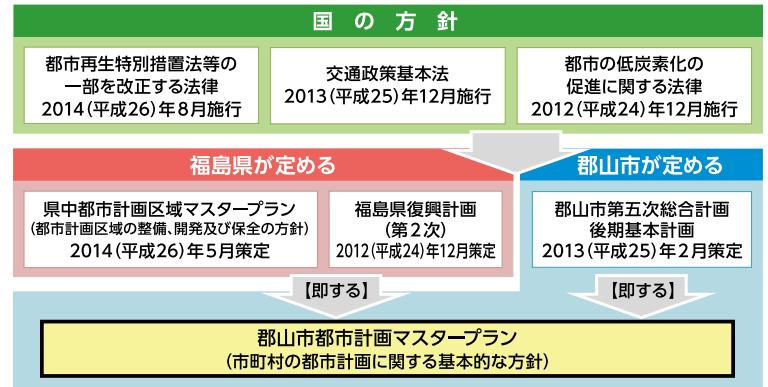 国の方針
都市再生特別措置法等の
一部を改正する法律
2014(平成26)年8月施行
交通政策基本法
2013(平成25)年12月施行
都市の低炭素化の
促進に関する法律
2012(平成24)年12月施行
福島県が定める
郡山市が定める
県中都市計画区域マスタープラン
(都市計画区域の整備、開発及び保全の方針)
2014(平成26)年5月策定
福島県復興計画
(第2次)
2012(平成24)年12月策定
郡山市第五次総合計画
後期基本計画
2013(平成25)年2月策定
【即する】
【即する】
郡山市都市計画マスタープラン
(市町村の都市計画に関する基本的な方針)